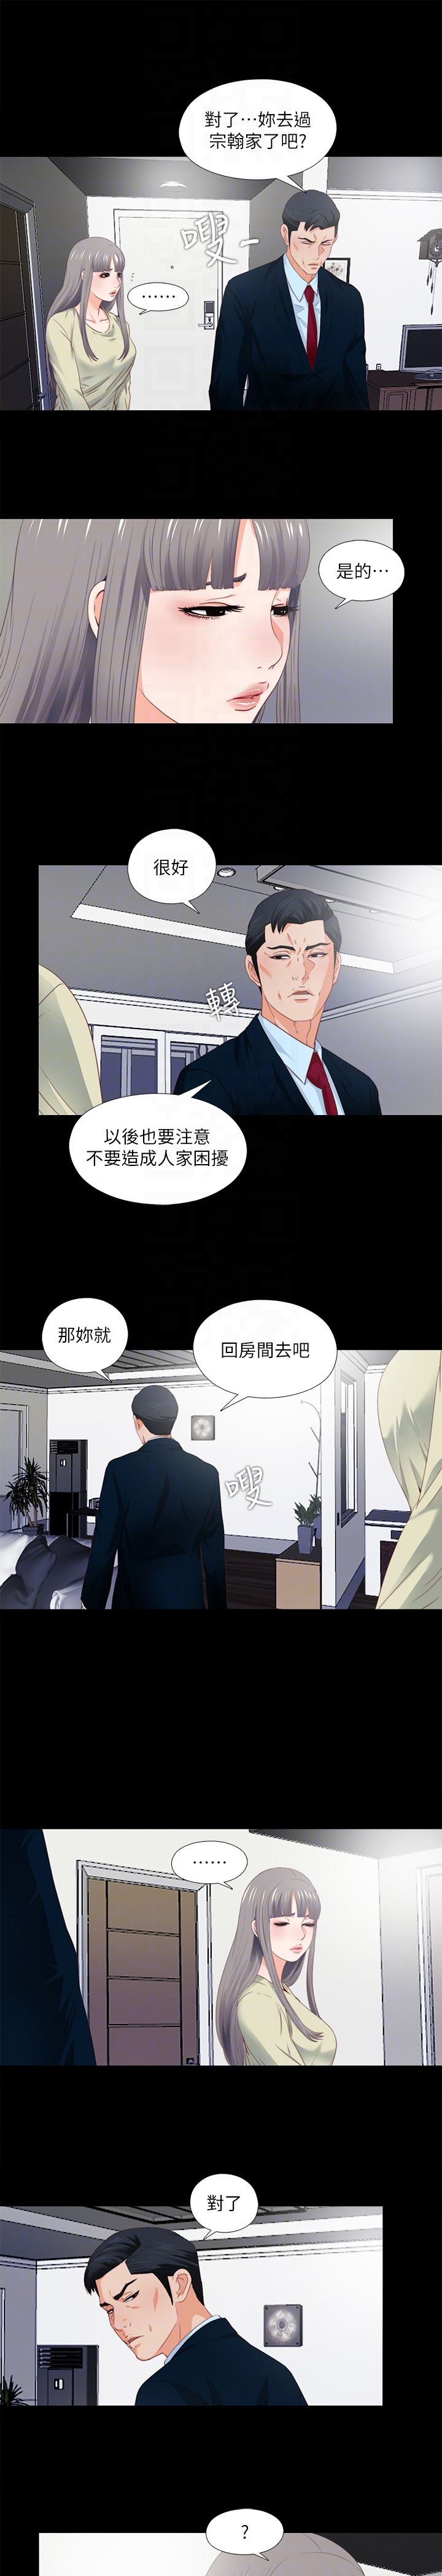 對了…妳去過
宗翰家了吧?
嗖—
……
是的…
很好
轉
以後也要注意
不要造成人家困擾
那妳就
回房間去吧
嗖
……
對了
?